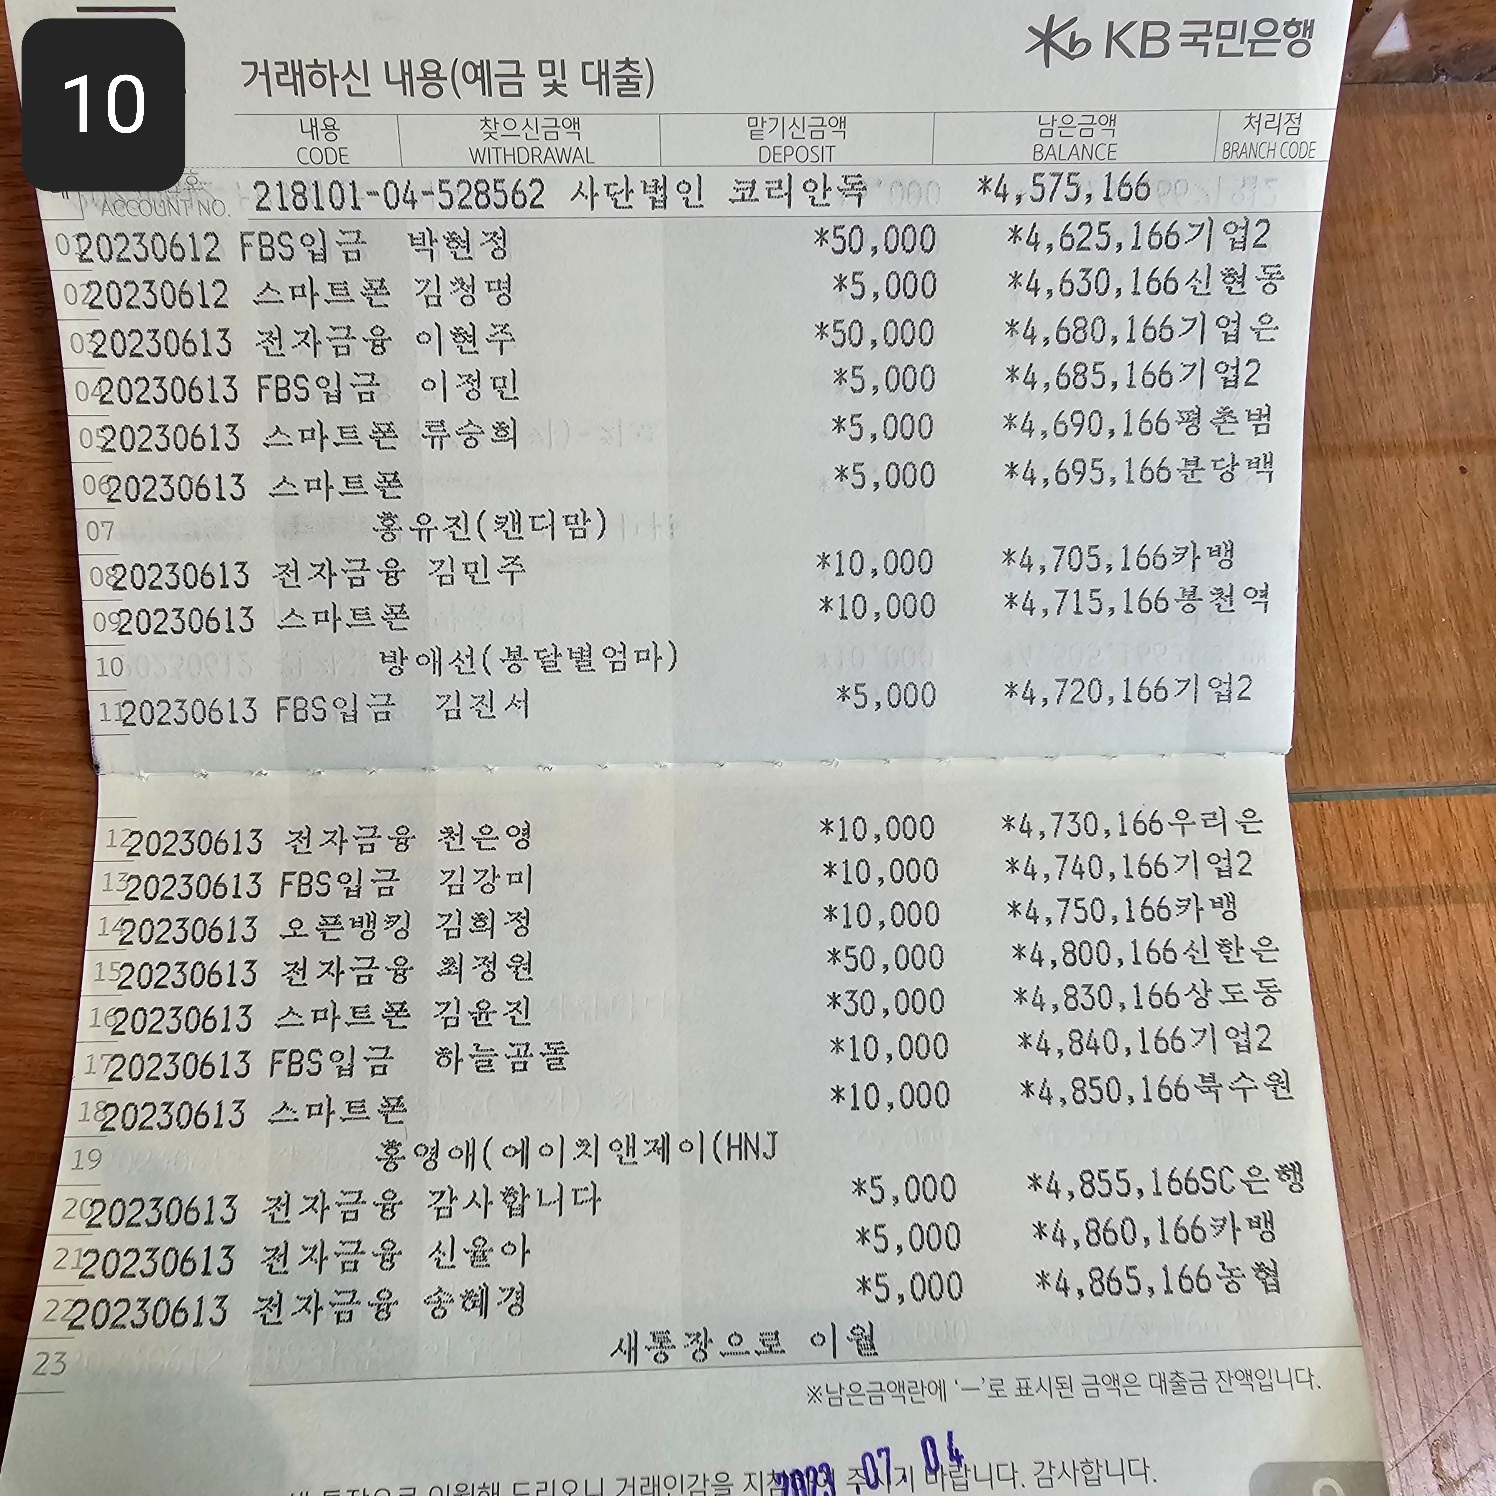 10
KB국민은행
거래하신 내용(예금 및 대출)
내용 찾으신금액 맡기신금액 남은금액 처리점
CODE WITHDRAWAL DEPOSIT BALANCE BRANCH CODE
ACCOUNT NO. 218101-04-528562 사단법인 코리안독 *4,575,166
01 20230612 FBS입금 박현정 *50,000 *4,625,166기업2
02 20230612 스마트폰 김청명 *5,000 *4,630,166신현동
03 20230613 전자금융 이현주 *50,000 *4,680,166기업은
04 20230613 FBS입금 이정민 *5,000 *4,685,166기업2
05 20230613 스마트폰 류승희 *5,000 *4,690,166평촌범
06 20230613 스마트폰 *5,000 *4,695,166분당백
07 홍유진(캔디맘)
08 20230613 전자금융 김민주 *10,000 *4,705,166카뱅
09 20230613 스마트폰 *10,000 *4,715,166봉천역
10 방애선(봉달별엄마)
11 20230613 FBS입금 김진서 *5,000 *4,720,166기업2
12 20230613 전자금융 천은영 *10,000 *4,730,166우리은
13 20230613 FBS입금 김강미 *10,000 *4,740,166기업2
14 20230613 오픈뱅킹 김희정 *10,000 *4,750,166카뱅
15 20230613 전자금융 최정원 *50,000 *4,800,166신한은
16 20230613 스마트폰 김윤진 *30,000 *4,830,166상도동
17 20230613 FBS입금 하늘곰돌 *10,000 *4,840,166기업2
18 20230613 스마트폰 *10,000 *4,850,166북수원
19 홍영애(에이치앤제이(HNJ
20 20230613 전자금융 감사합니다 *5,000 *4,855,166SC은행
21 20230613 전자금융 신율아 *5,000 *4,860,166카뱅
22 20230613 전자금융 송혜경 *5,000 *4,865,166농협
23 새통장으로 이월
※남은금액란에 '－'로 표시된 금액은 대출금 잔액입니다.
2023. 07. 04
거래인감을 바랍니다. 감사합니다.